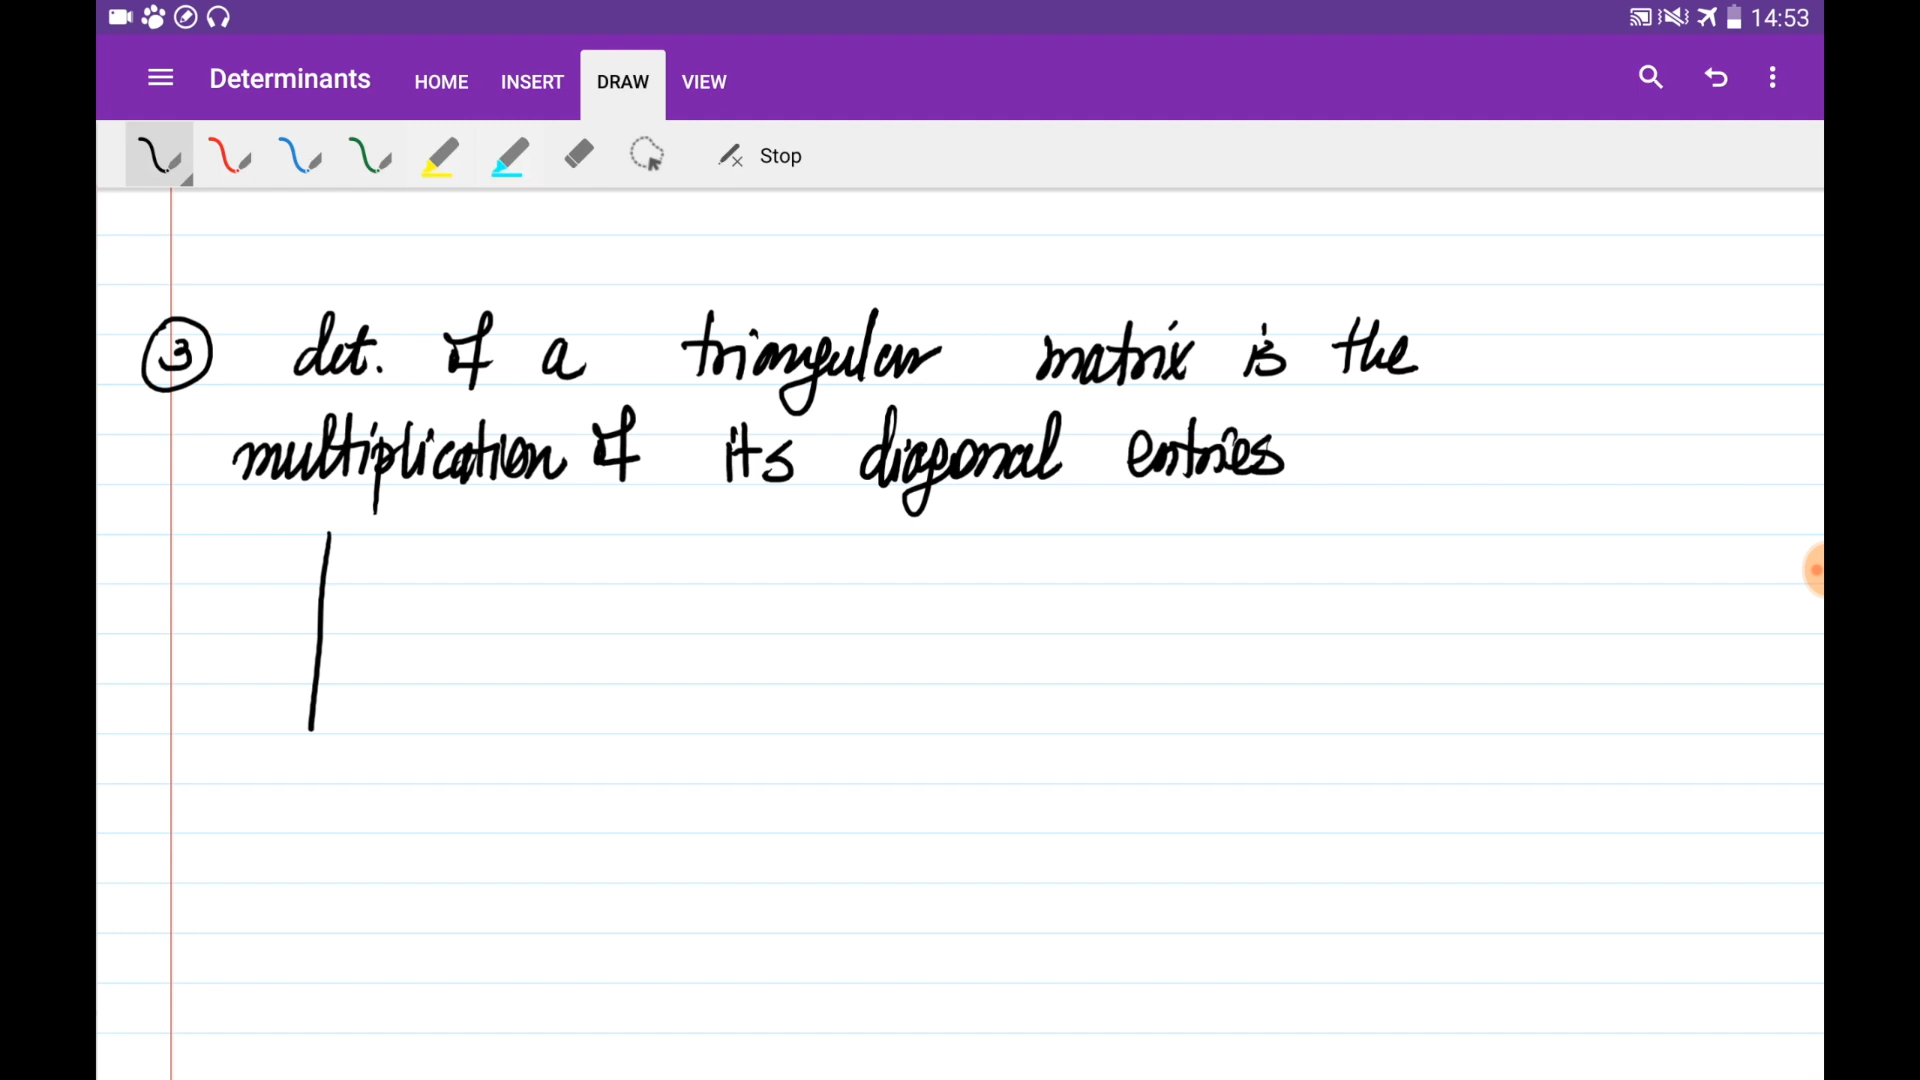 14:53
Determinants HOME INSERT DRAW VIEW
Stop
③ det. of a triangular matrix is the
multiplication of its diagonal entries